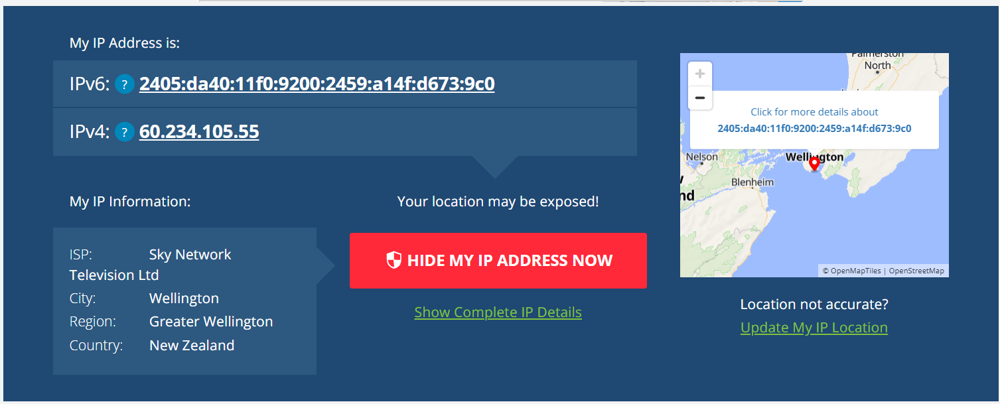 My IP Address is:
IPv6: ? 2405:da40:11f0:9200:2459:a14f:d673:9c0
IPv4: ? 60.234.105.55
My IP Information:
ISP: Sky Network
Television Ltd
City: Wellington
Region: Greater Wellington
Country: New Zealand
Your location may be exposed!
HIDE MY IP ADDRESS NOW
Show Complete IP Details
Palmerston
North
+
−
Click for more details about
2405:da40:11f0:9200:2459:a14f:d673:9c0
Nelson
Wellington
Blenheim
nd
© OpenMapTiles | OpenStreetMap
Location not accurate?
Update My IP Location